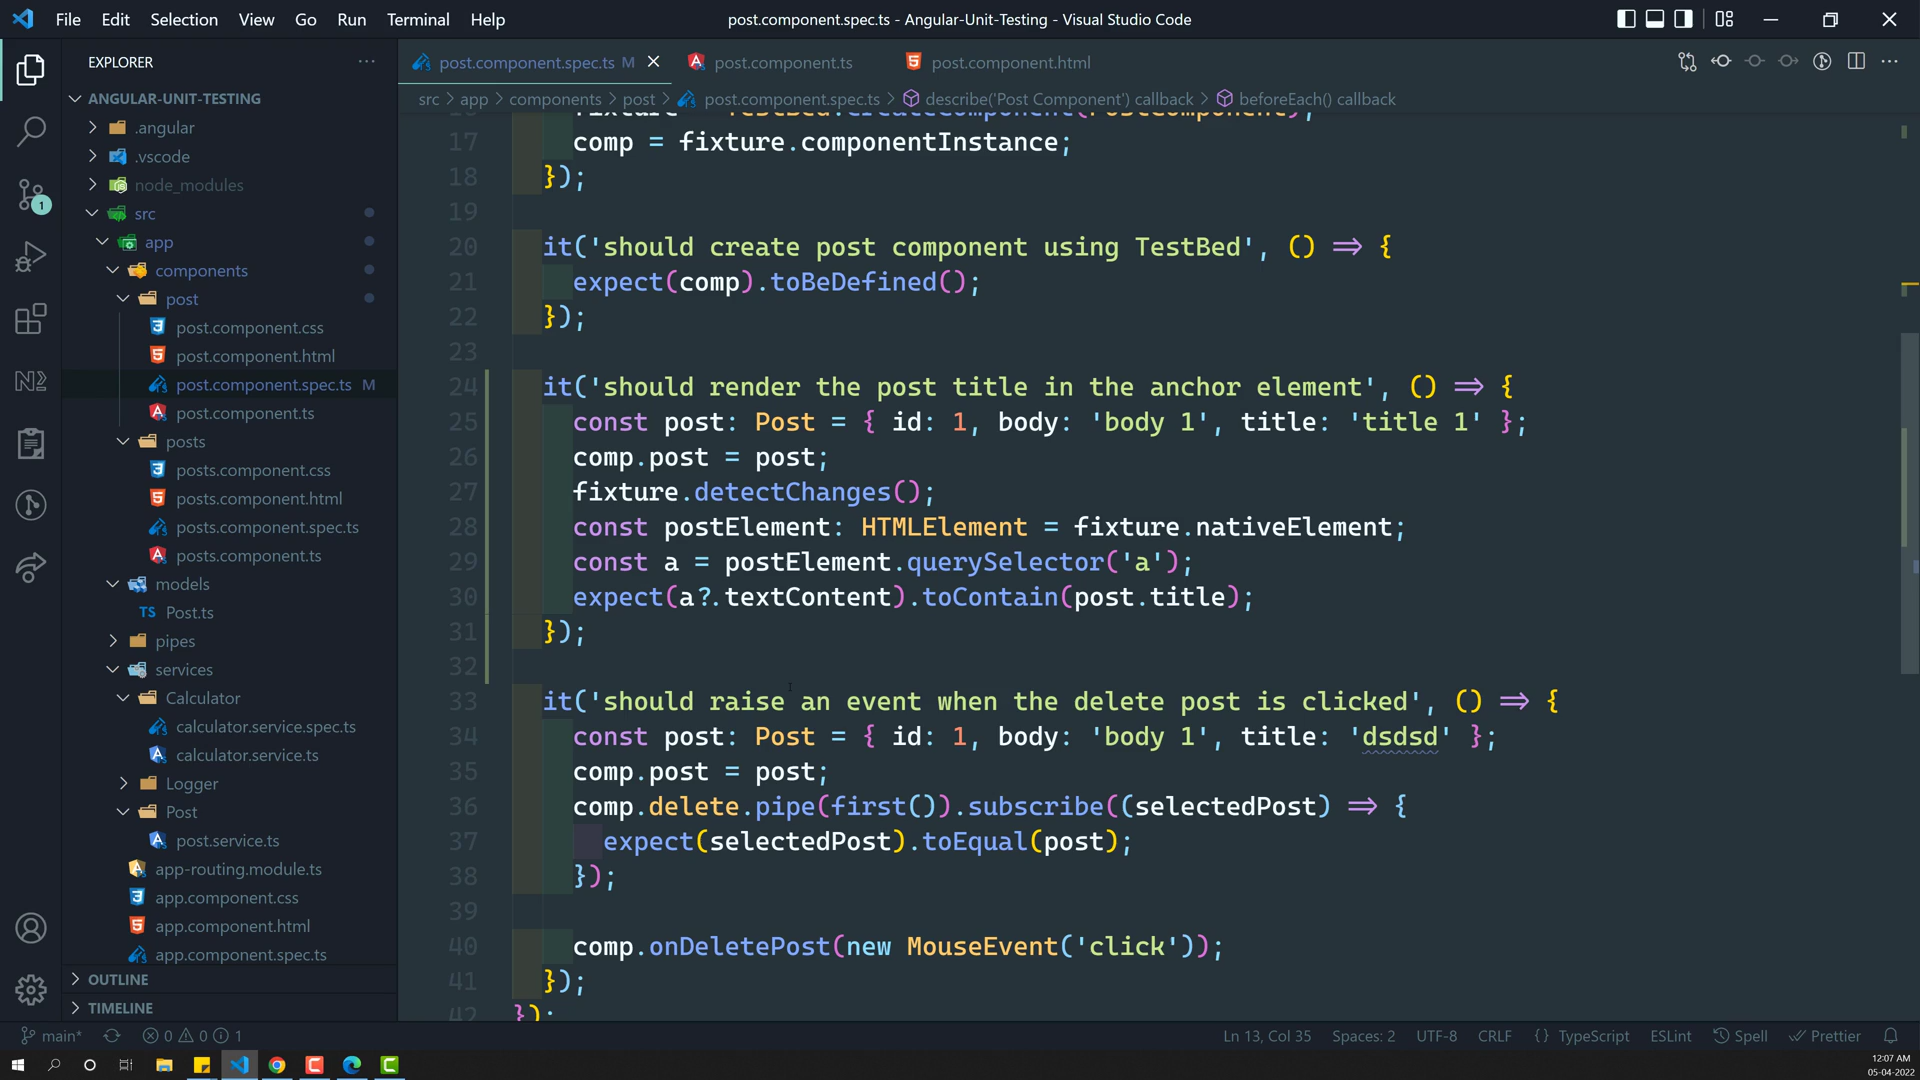 File Edit Selection View Go Run Terminal Help
post.component.spec.ts - Angular-Unit-Testing - Visual Studio Code
EXPLORER
ANGULAR-UNIT-TESTING
.angular
.vscode
node_modules
src
app
components
post
post.component.css
post.component.html
post.component.spec.ts M
post.component.ts
posts
posts.component.css
posts.component.html
posts.component.spec.ts
posts.component.ts
models
TS Post.ts
pipes
services
Calculator
calculator.service.spec.ts
calculator.service.ts
Logger
Post
post.service.ts
app-routing.module.ts
app.component.css
app.component.html
app.component.spec.ts
OUTLINE
TIMELINE
post.component.spec.ts M
post.component.ts
post.component.html
src > app > components > post > post.component.spec.ts > describe('Post Component') callback > beforeEach() callback
16 fixture = TestBed.createComponent(PostComponent);
17 comp = fixture.componentInstance;
18 });
19
20 it('should create post component using TestBed', () => {
21 expect(comp).toBeDefined();
22 });
23
24 it('should render the post title in the anchor element', () => {
25 const post: Post = { id: 1, body: 'body 1', title: 'title 1' };
26 comp.post = post;
27 fixture.detectChanges();
28 const postElement: HTMLElement = fixture.nativeElement;
29 const a = postElement.querySelector('a');
30 expect(a?.textContent).toContain(post.title);
31 });
32
33 it('should raise an event when the delete post is clicked', () => {
34 const post: Post = { id: 1, body: 'body 1', title: 'dsdsd' };
35 comp.post = post;
36 comp.delete.pipe(first()).subscribe((selectedPost) => {
37 expect(selectedPost).toEqual(post);
38 });
39
40 comp.onDeletePost(new MouseEvent('click'));
41 });
42 });
1
main* 0 0 1
Ln 13, Col 35 Spaces: 2 UTF-8 CRLF {} TypeScript ESLint Spell Prettier
12:07 AM
05-04-2022